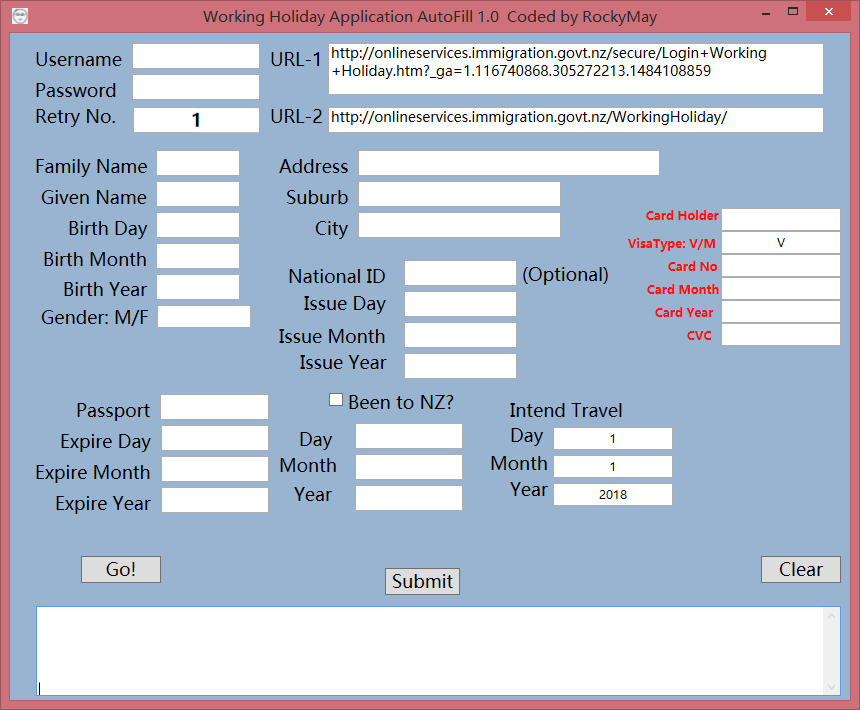 Working Holiday Application AutoFill 1.0 Coded by RockyMay
Username
URL-1
http://onlineservices.immigration.govt.nz/secure/Login+Working
+Holiday.htm?_ga=1.116740868.305272213.1484108859
Password
Retry No.
1
URL-2
http://onlineservices.immigration.govt.nz/WorkingHoliday/
Family Name
Given Name
Birth Day
Birth Month
Birth Year
Gender: M/F
Address
Suburb
City
National ID
(Optional)
Issue Day
Issue Month
Issue Year
Card Holder
VisaType: V/M
V
Card No
Card Month
Card Year
CVC
Passport
Expire Day
Expire Month
Expire Year
Been to NZ?
Day
Month
Year
Intend Travel
Day
1
Month
1
Year
2018
Go!
Submit
Clear